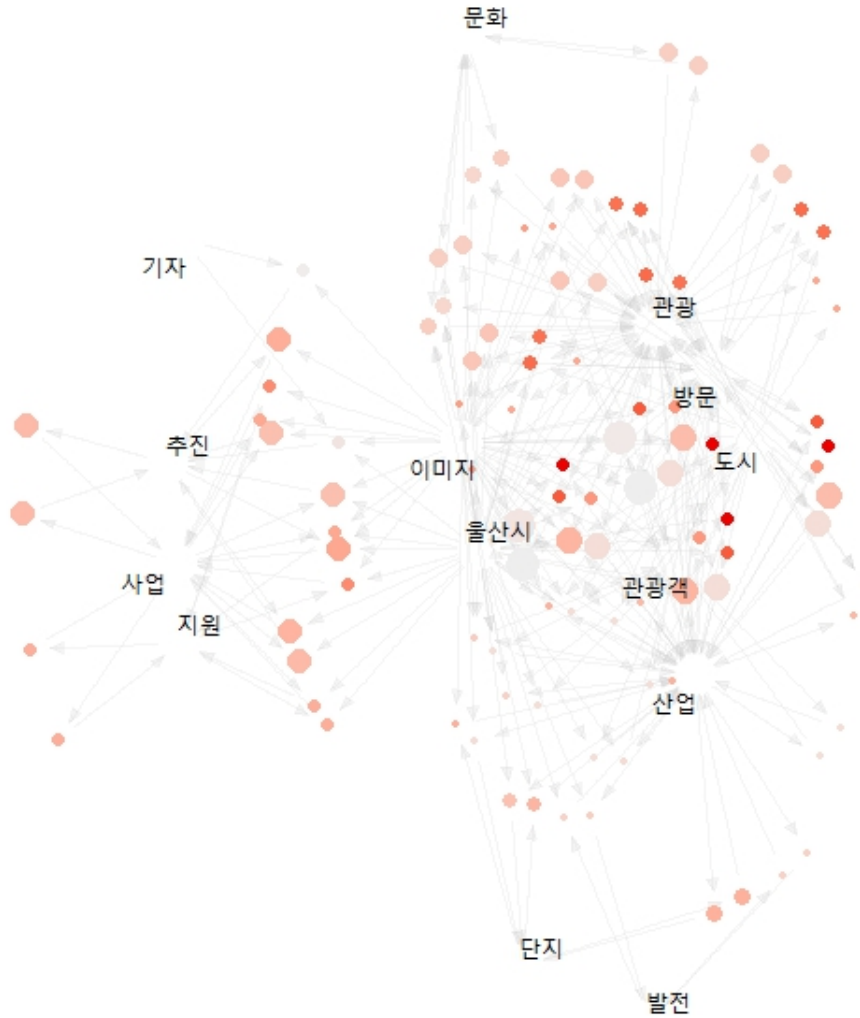 문화
기자
관광
방문
추진
이미지
도시
울산시
사업
관광객
지원
산업
단지
발전